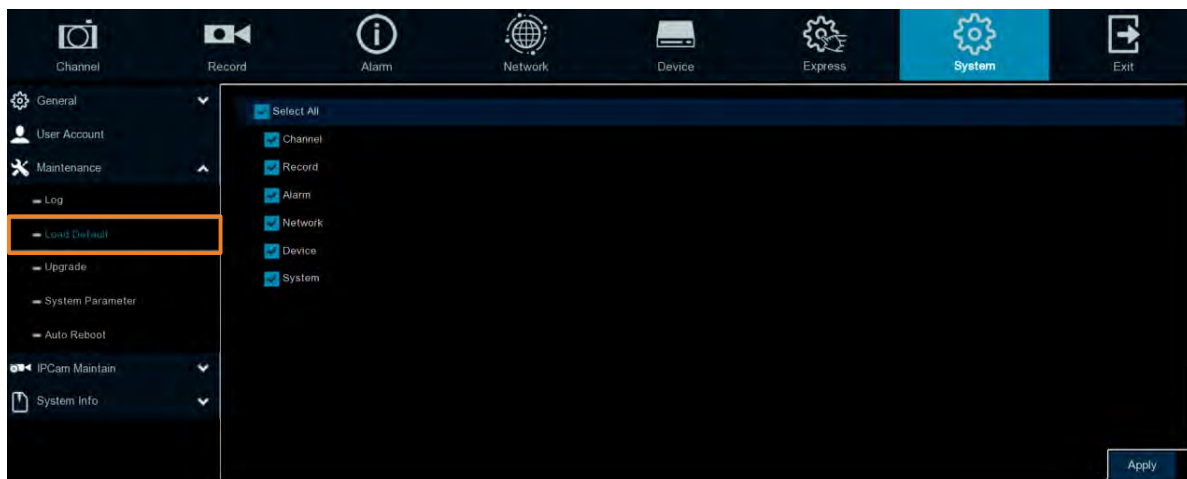 Channel Record Alarm Network Device Express System Exit
General
User Account
Maintenance
Log
Load Default
Upgrade
System Parameter
Auto Reboot
IPCam Maintain
System Info
Select All
Channel
Record
Alarm
Network
Device
System
Apply